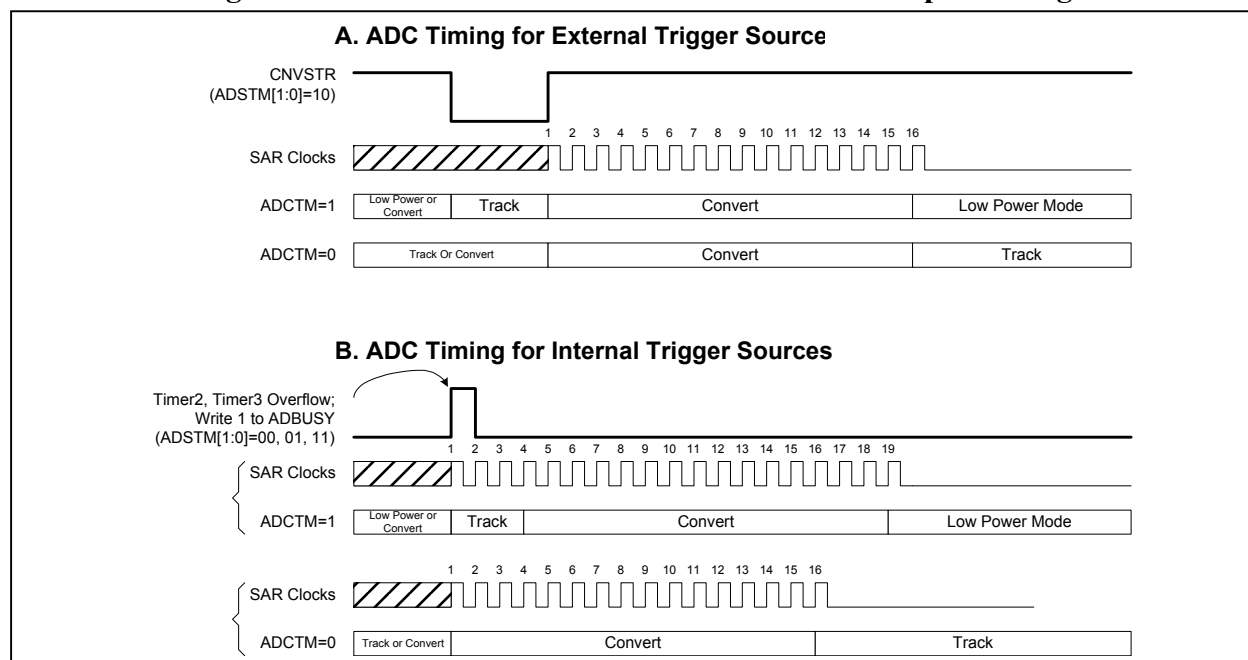 A. ADC Timing for External Trigger Source
CNVSTR
(ADSTM[1:0]=10)
1 2 3 4 5 6 7 8 9 10 11 12 13 14 15 16
SAR Clocks
ADCTM=1
Low Power or
Convert
Track
Convert
Low Power Mode
ADCTM=0
Track Or Convert
Convert
Track
B. ADC Timing for Internal Trigger Sources
Timer2, Timer3 Overflow;
Write 1 to ADBUSY
(ADSTM[1:0]=00, 01, 11)
1 2 3 4 5 6 7 8 9 10 11 12 13 14 15 16 17 18 19
SAR Clocks
ADCTM=1
Low Power or
Convert
Track
Convert
Low Power Mode
1 2 3 4 5 6 7 8 9 10 11 12 13 14 15 16
SAR Clocks
ADCTM=0
Track or Convert
Convert
Track